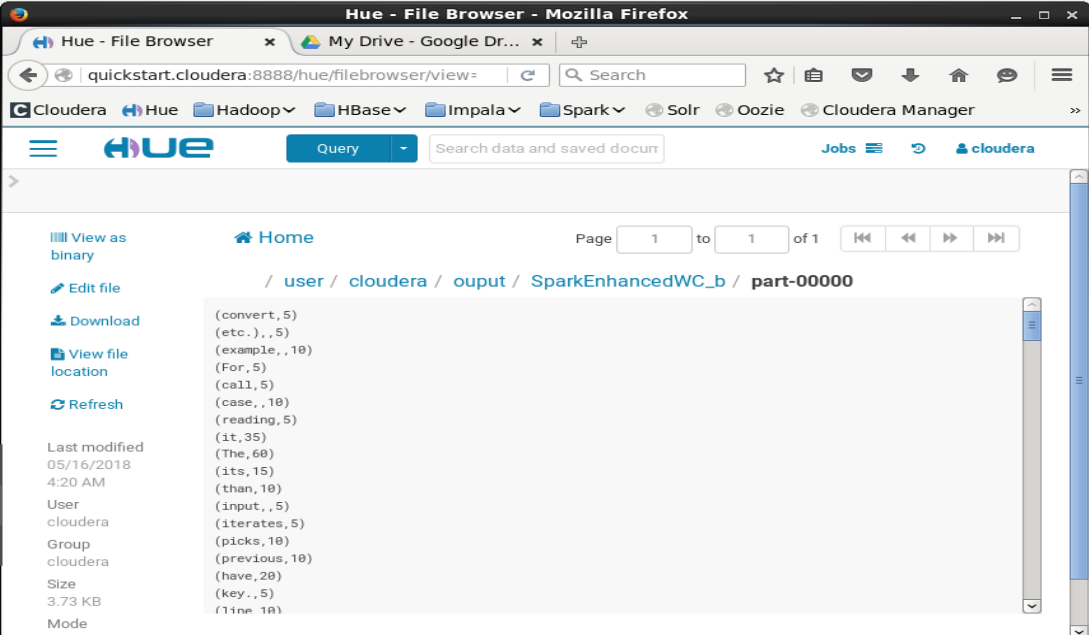 Hue - File Browser - Mozilla Firefox
Hue - File Browser × My Drive - Google Dr... ×
quickstart.cloudera:8888/hue/filebrowser/view= Search
Cloudera Hue Hadoop HBase Impala Spark Solr Oozie Cloudera Manager »
HUE Query Search data and saved docum Jobs cloudera
View as
binary
Edit file
Download
View file
location
Refresh
Last modified
05/16/2018
4:20 AM
User
cloudera
Group
cloudera
Size
3.73 KB
Mode
Home Page 1 to 1 of 1
/ user / cloudera / ouput / SparkEnhancedWC_b / part-00000
(convert,5)
(etc.),,5)
(example,,10)
(For,5)
(call,5)
(case,,10)
(reading,5)
(it,35)
(The,60)
(its,15)
(than,10)
(input,,5)
(iterates,5)
(picks,10)
(previous,10)
(have,20)
(key.,5)
(line,10)